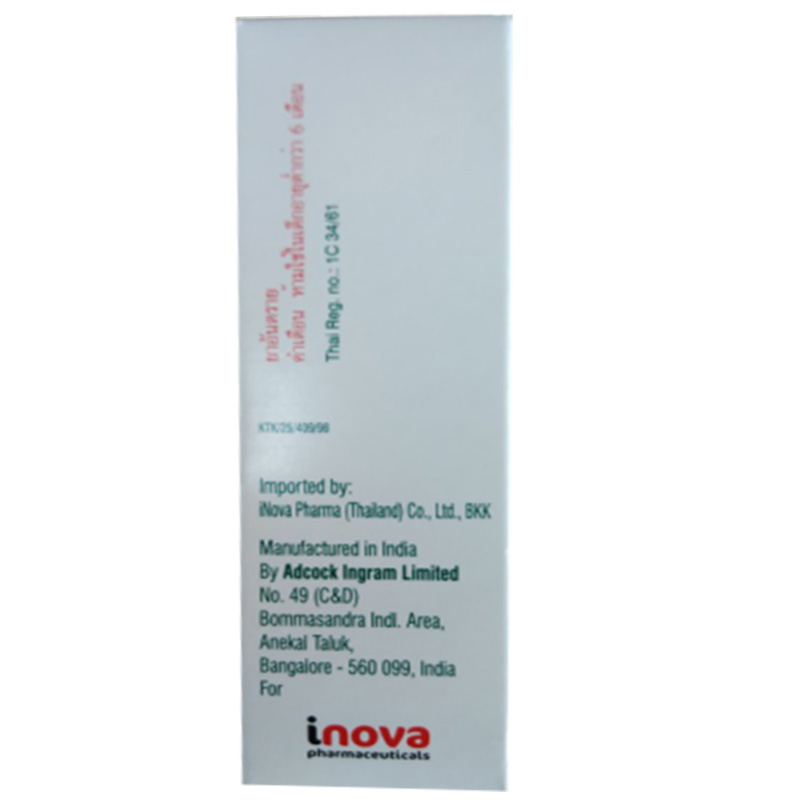 ยาอันตราย
คำเตือน ห้ามใช้ในเด็กอายุต่ำกว่า 6 เดือน
Thai Reg. no.: 1C 34/61
KTK/25/409/98
Imported by:
iNova Pharma (Thailand) Co., Ltd., BKK
Manufactured in India
By Adcock Ingram Limited
No. 49 (C&D)
Bommasandra Indl. Area,
Anekal Taluk,
Bangalore - 560 099, India
For
inova
pharmaceuticals